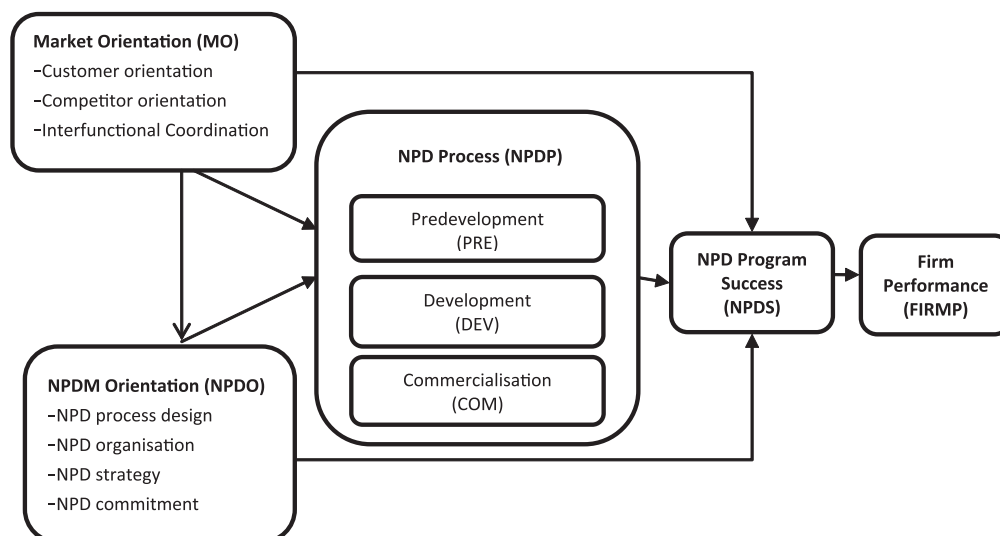 Market Orientation (MO)
–Customer orientation
–Competitor orientation
–Interfunctional Coordination
NPD Process (NPDP)
Predevelopment
(PRE)
Development
(DEV)
Commercialisation
(COM)
NPD Program
Success
(NPDS)
Firm
Performance
(FIRMP)
NPDM Orientation (NPDO)
–NPD process design
–NPD organisation
–NPD strategy
–NPD commitment